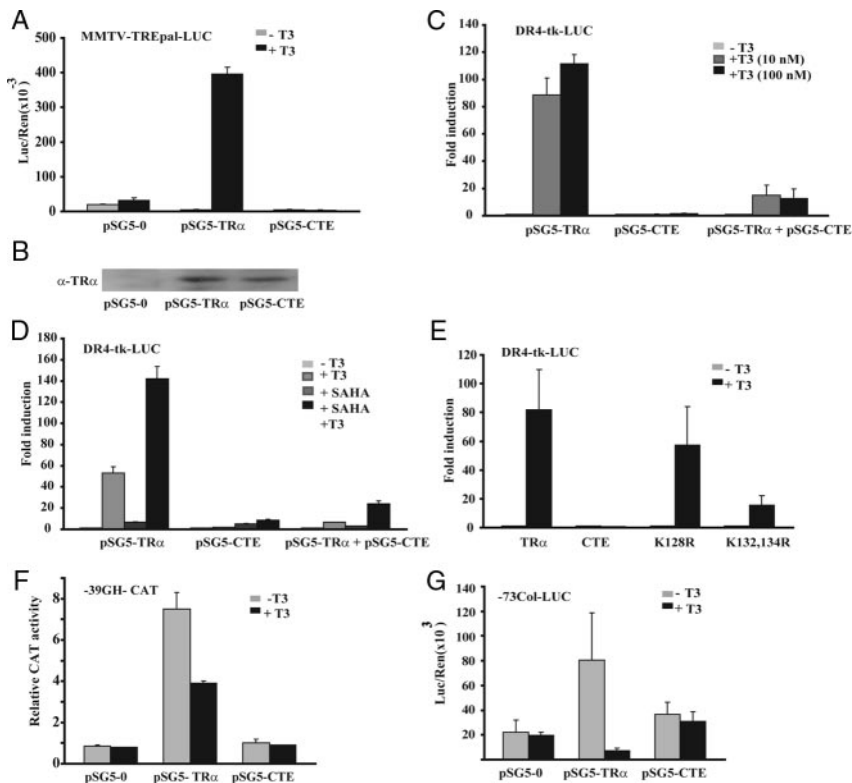 A
MMTV-TREpal-LUC
- T3
+ T3
Luc/Ren(x10⁻³)
500
400
300
200
100
0
pSG5-0 pSG5-TRα pSG5-CTE
B
α-TRα
pSG5-0 pSG5-TRα pSG5-CTE
C
DR4-tk-LUC
- T3
+T3 (10 nM)
+T3 (100 nM)
Fold induction
140
120
100
80
60
40
20
0
pSG5-TRα pSG5-CTE pSG5-TRα + pSG5-CTE
D
DR4-tk-LUC
- T3
+ T3
+ SAHA
+ SAHA
+T3
Fold induction
180
160
140
120
100
80
60
40
20
0
pSG5-TRα pSG5-CTE pSG5-TRα + pSG5-CTE
E
DR4-tk-LUC
- T3
+ T3
Fold induction
120
100
80
60
40
20
0
TRα CTE K128R K132,134R
F
-39GH- CAT
-T3
+ T3
Relative CAT activity
8
6
4
2
0
pSG5-0 pSG5- TRα pSG5-CTE
G
-73Col-LUC
- T3
+ T3
Luc/Ren(x10³
140
120
100
80
60
40
20
pSG5-0 pSG5-TRα pSG5-CTE